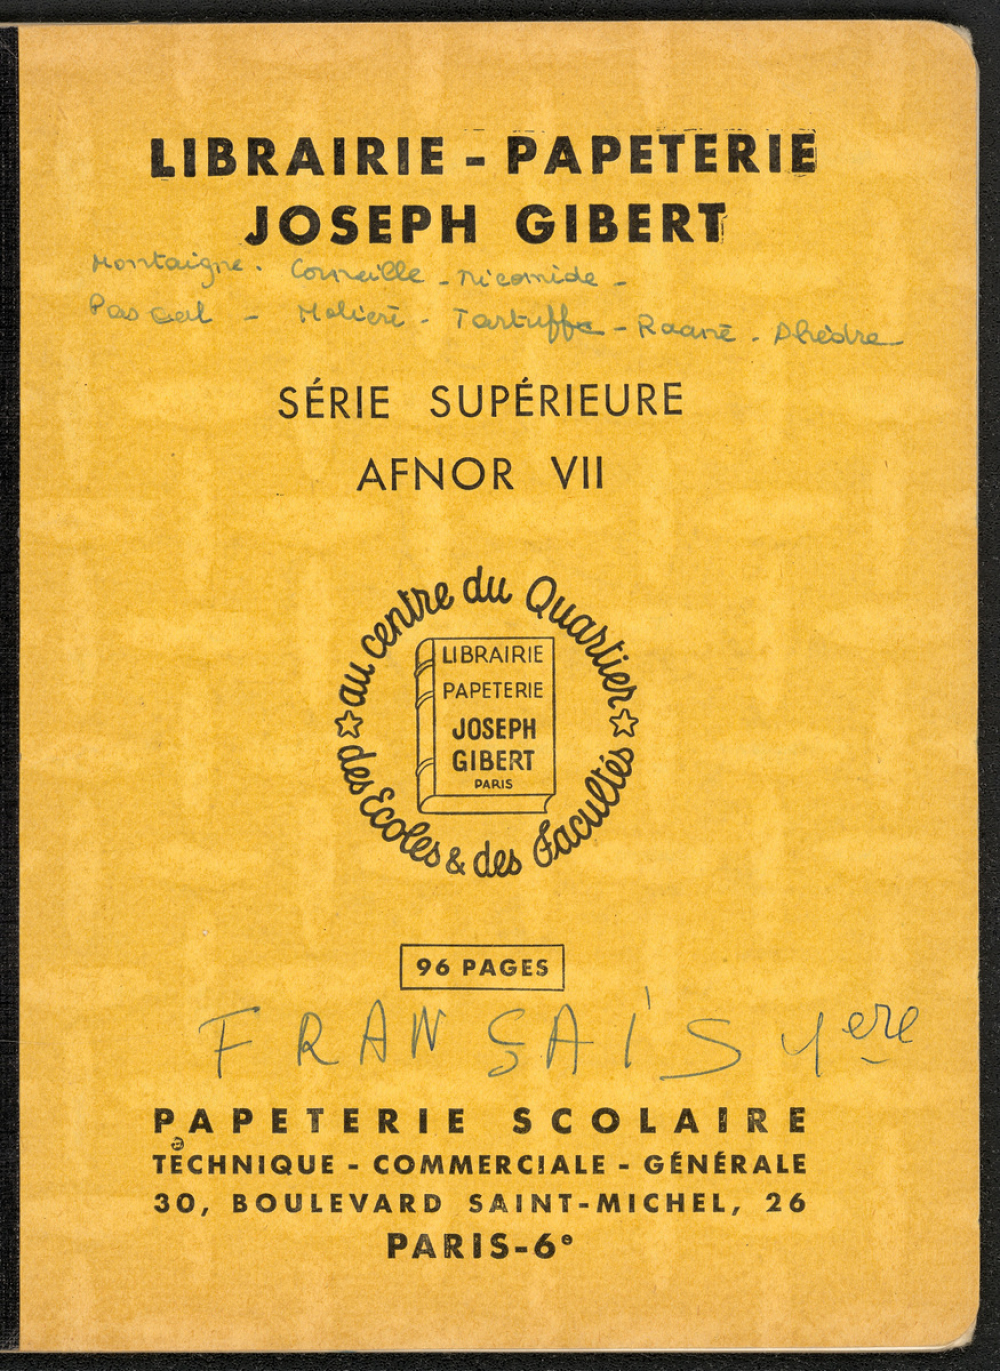 LIBRAIRIE - PAPETERIE
JOSEPH GIBERT
Montaigne. Corneille - Nicomède -
Pascal - Molière - Tartuffe - Racine - Phèdre
SÉRIE SUPÉRIEURE
AFNOR VII
au centre du Quartier
LIBRAIRIE
PAPETERIE
JOSEPH
GIBERT
PARIS
des Ecoles & des Facultés
96 PAGES
FRANÇAIS 1ere
PAPETERIE SCOLAIRE
TECHNIQUE - COMMERCIALE - GÉNÉRALE
30, BOULEVARD SAINT-MICHEL, 26
PARIS-6e